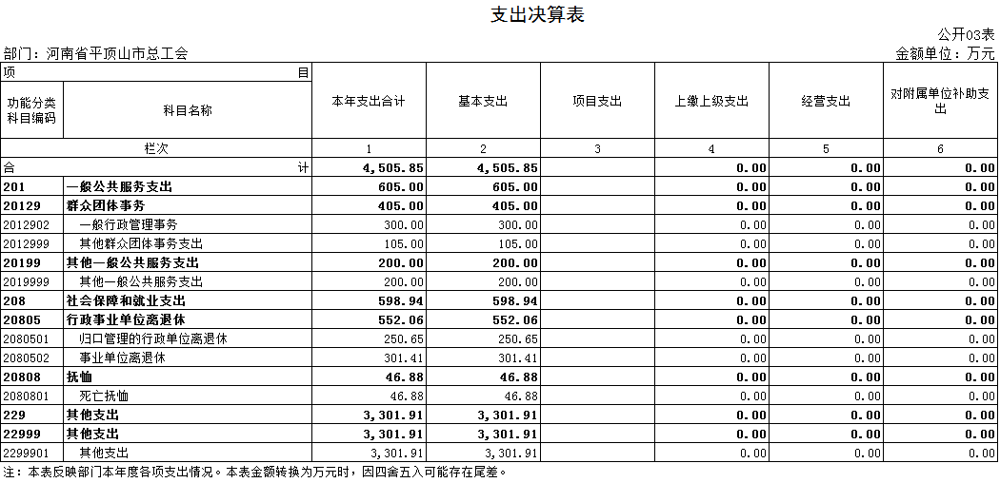 支出决算表
公开03表
部门：河南省平顶山市总工会 金额单位：万元
项 目 本年支出合计 基本支出 项目支出 上缴上级支出 经营支出 对附属单位补助支出
功能分类科目编码 科目名称
栏次 1 2 3 4 5 6
合 计 4,505.85 4,505.85 0.00 0.00 0.00
201 一般公共服务支出 605.00 605.00 0.00 0.00 0.00
20129 群众团体事务 405.00 405.00 0.00 0.00 0.00
2012902 一般行政管理事务 300.00 300.00 0.00 0.00 0.00
2012999 其他群众团体事务支出 105.00 105.00 0.00 0.00 0.00
20199 其他一般公共服务支出 200.00 200.00 0.00 0.00 0.00
2019999 其他一般公共服务支出 200.00 200.00 0.00 0.00 0.00
208 社会保障和就业支出 598.94 598.94 0.00 0.00 0.00
20805 行政事业单位离退休 552.06 552.06 0.00 0.00 0.00
2080501 归口管理的行政单位离退休 250.65 250.65 0.00 0.00 0.00
2080502 事业单位离退休 301.41 301.41 0.00 0.00 0.00
20808 抚恤 46.88 46.88 0.00 0.00 0.00
2080801 死亡抚恤 46.88 46.88 0.00 0.00 0.00
229 其他支出 3,301.91 3,301.91 0.00 0.00 0.00
22999 其他支出 3,301.91 3,301.91 0.00 0.00 0.00
2299901 其他支出 3,301.91 3,301.91 0.00 0.00 0.00
注：本表反映部门本年度各项支出情况。本表金额转换为万元时，因四舍五入可能存在尾差。